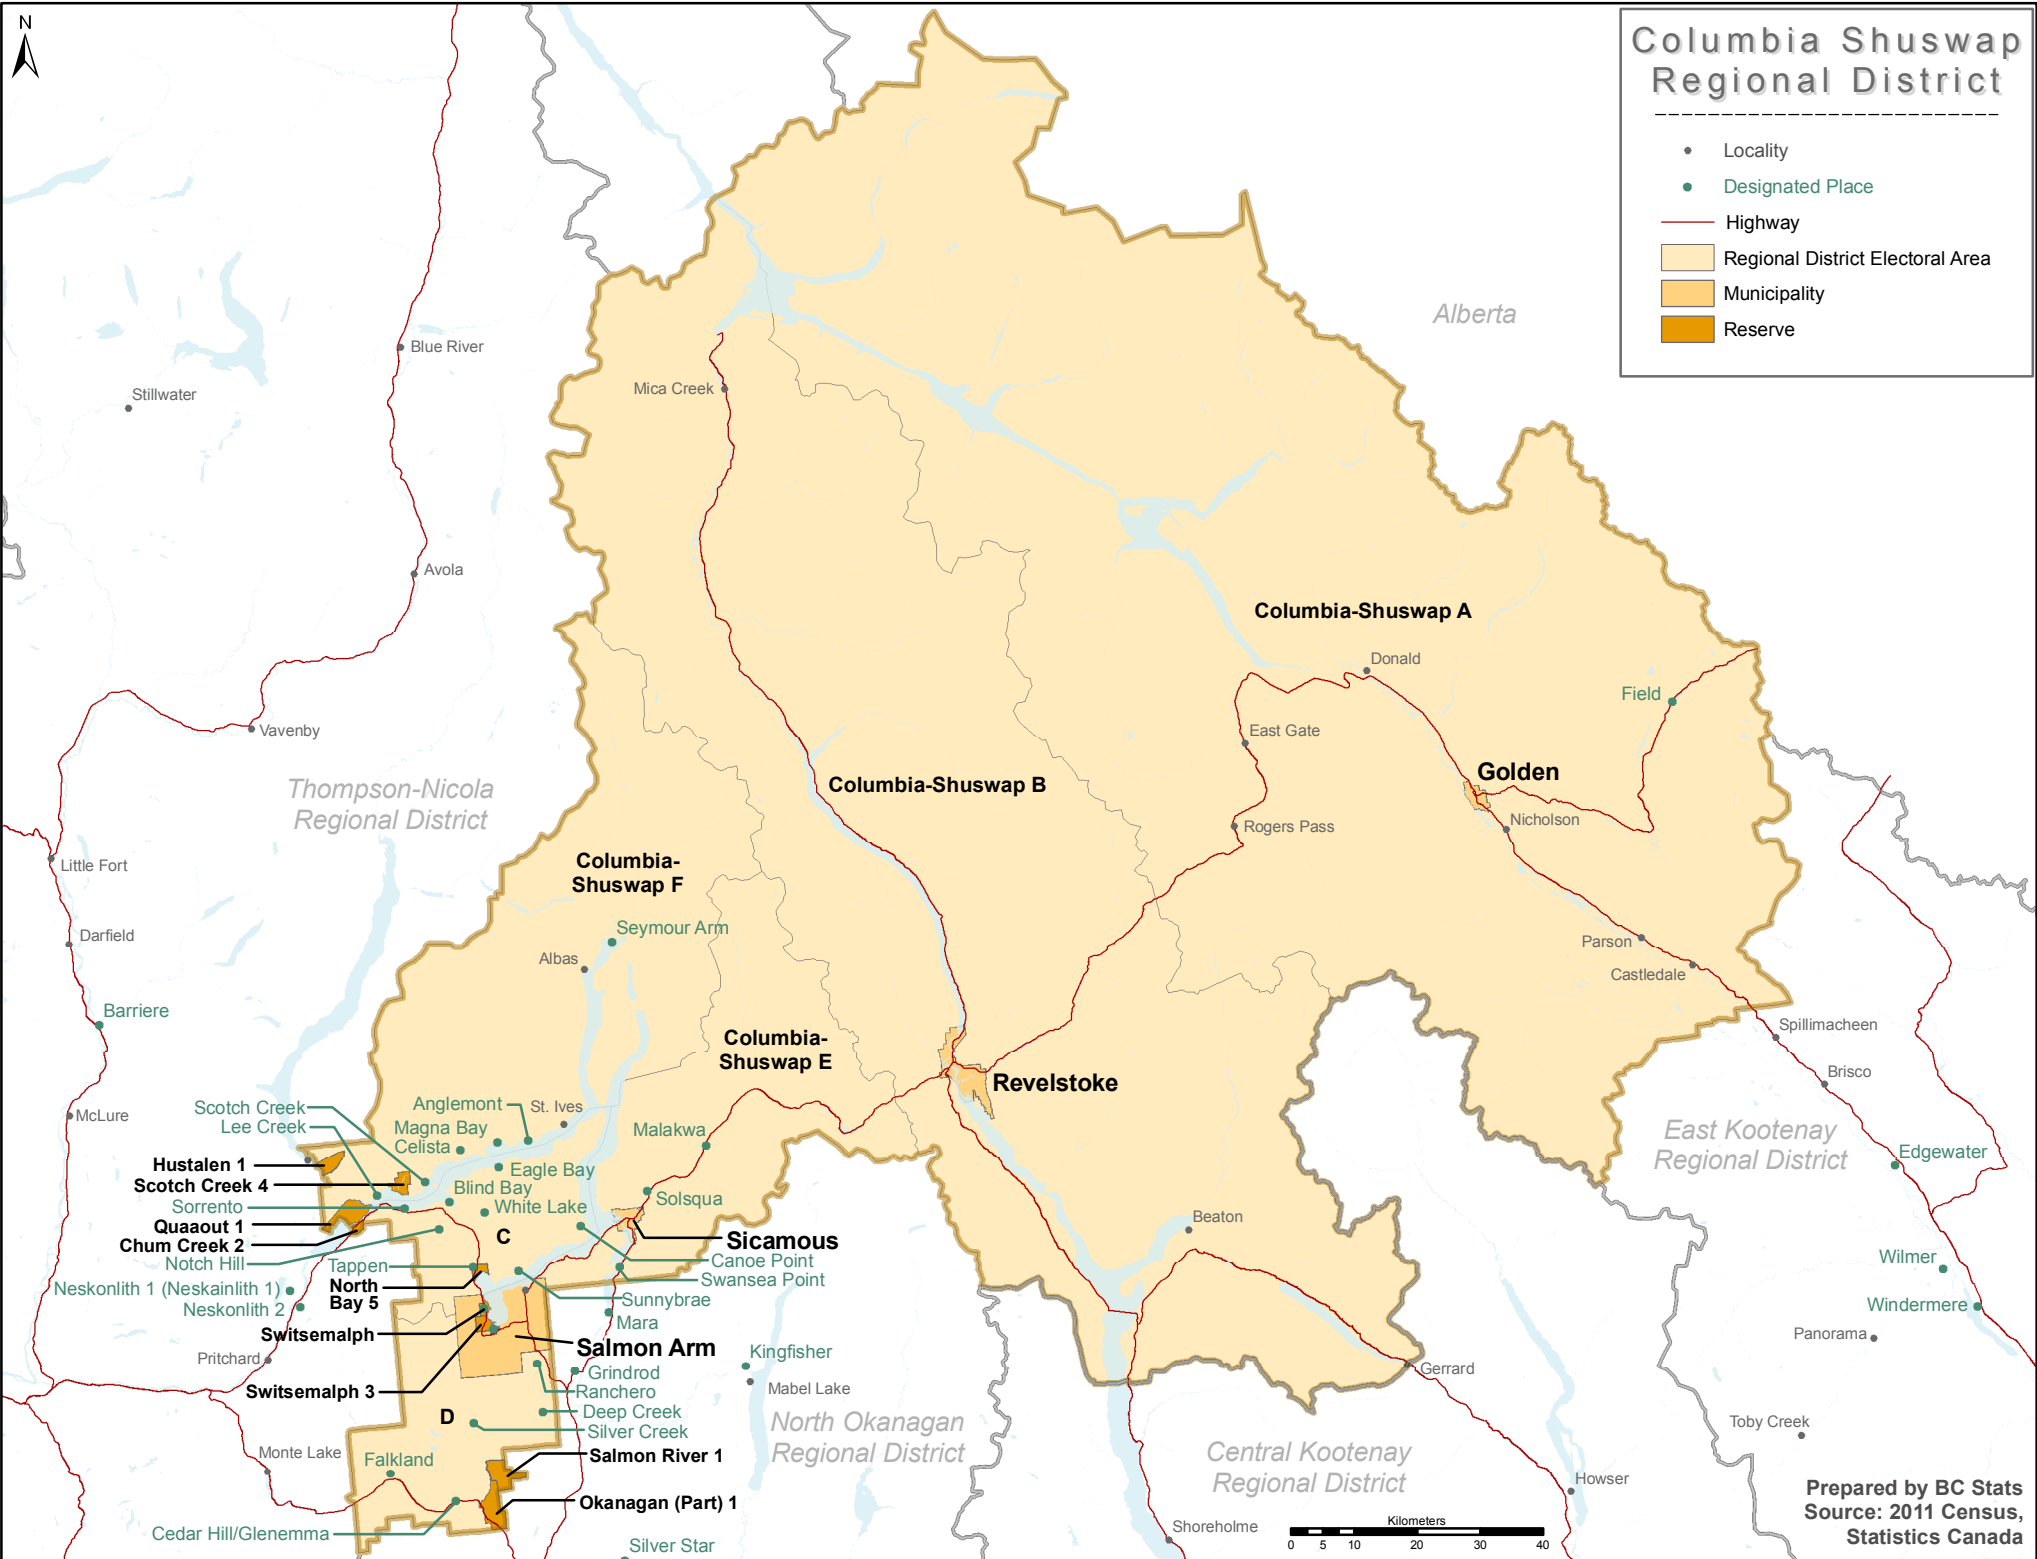 N
Columbia Shuswap
Regional District
Locality
Designated Place
Highway
Regional District Electoral Area
Municipality
Reserve
Alberta
Blue River
Stillwater
Mica Creek
Avola
Columbia-Shuswap A
Donald
Field
Vavenby
East Gate
Thompson-Nicola
Regional District
Columbia-Shuswap B
Golden
Nicholson
Rogers Pass
Little Fort
Columbia-
Shuswap F
Seymour Arm
Darfield
Albas
Parson
Castledale
Barriere
Spillimacheen
Columbia-
Shuswap E
Brisco
Revelstoke
McLure
Scotch Creek
Lee Creek
Anglemont
St. Ives
Magna Bay
Celista
Malakwa
East Kootenay
Regional District
Edgewater
Hustalen 1
Scotch Creek 4
Eagle Bay
Blind Bay
Solsqua
Sorrento
White Lake
Quaaout 1
Chum Creek 2
C
Beaton
Sicamous
Notch Hill
Tappen
Canoe Point
Swansea Point
Wilmer
Neskonlith 1 (Neskainlith 1)
North
Bay 5
Neskonlith 2
Sunnybrae
Mara
Windermere
Switsemalph
Salmon Arm
Panorama
Pritchard
Kingfisher
Grindrod
Gerrard
Switsemalph 3
Ranchero
Mabel Lake
Deep Creek
D
Silver Creek
North Okanagan
Regional District
Toby Creek
Monte Lake
Falkland
Salmon River 1
Central Kootenay
Regional District
Howser
Okanagan (Part) 1
Cedar Hill/Glenemma
Silver Star
Shoreholme
Kilometers
0 5 10 20 30 40
Prepared by BC Stats
Source: 2011 Census,
Statistics Canada